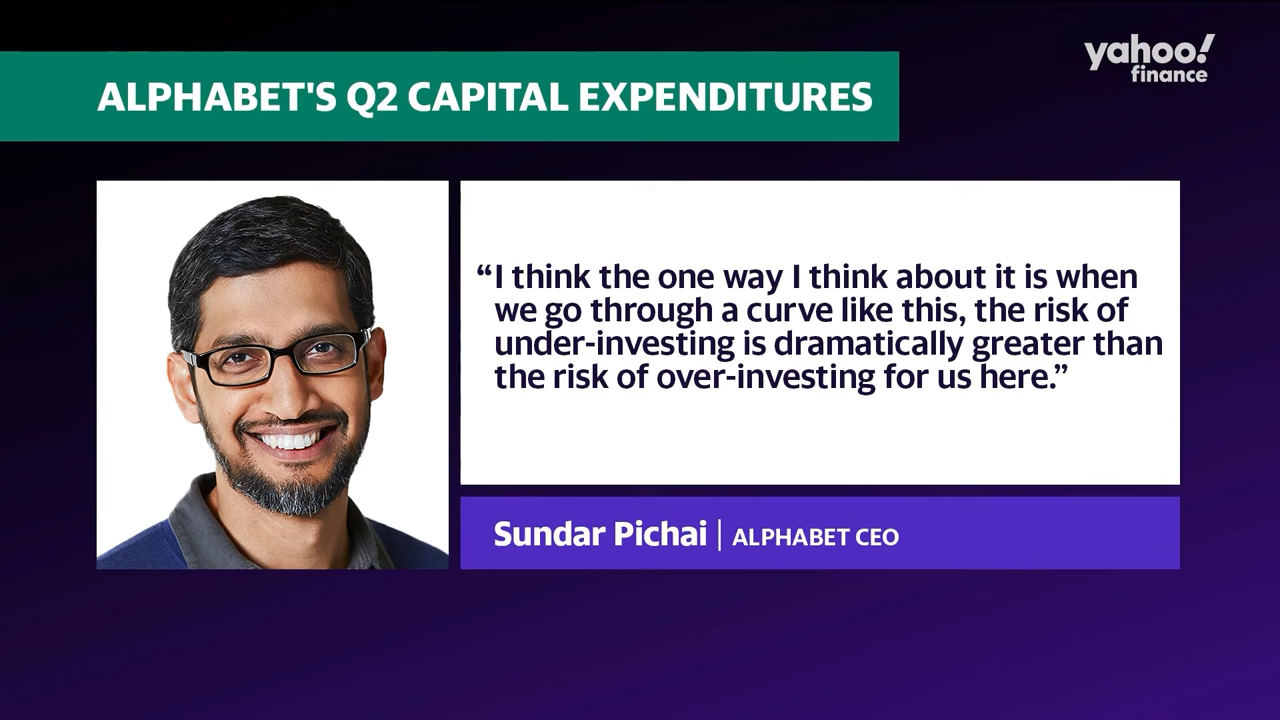 yahoo!
finance
ALPHABET'S Q2 CAPITAL EXPENDITURES
“I think the one way I think about it is when
we go through a curve like this, the risk of
under-investing is dramatically greater than
the risk of over-investing for us here.”
Sundar Pichai | ALPHABET CEO